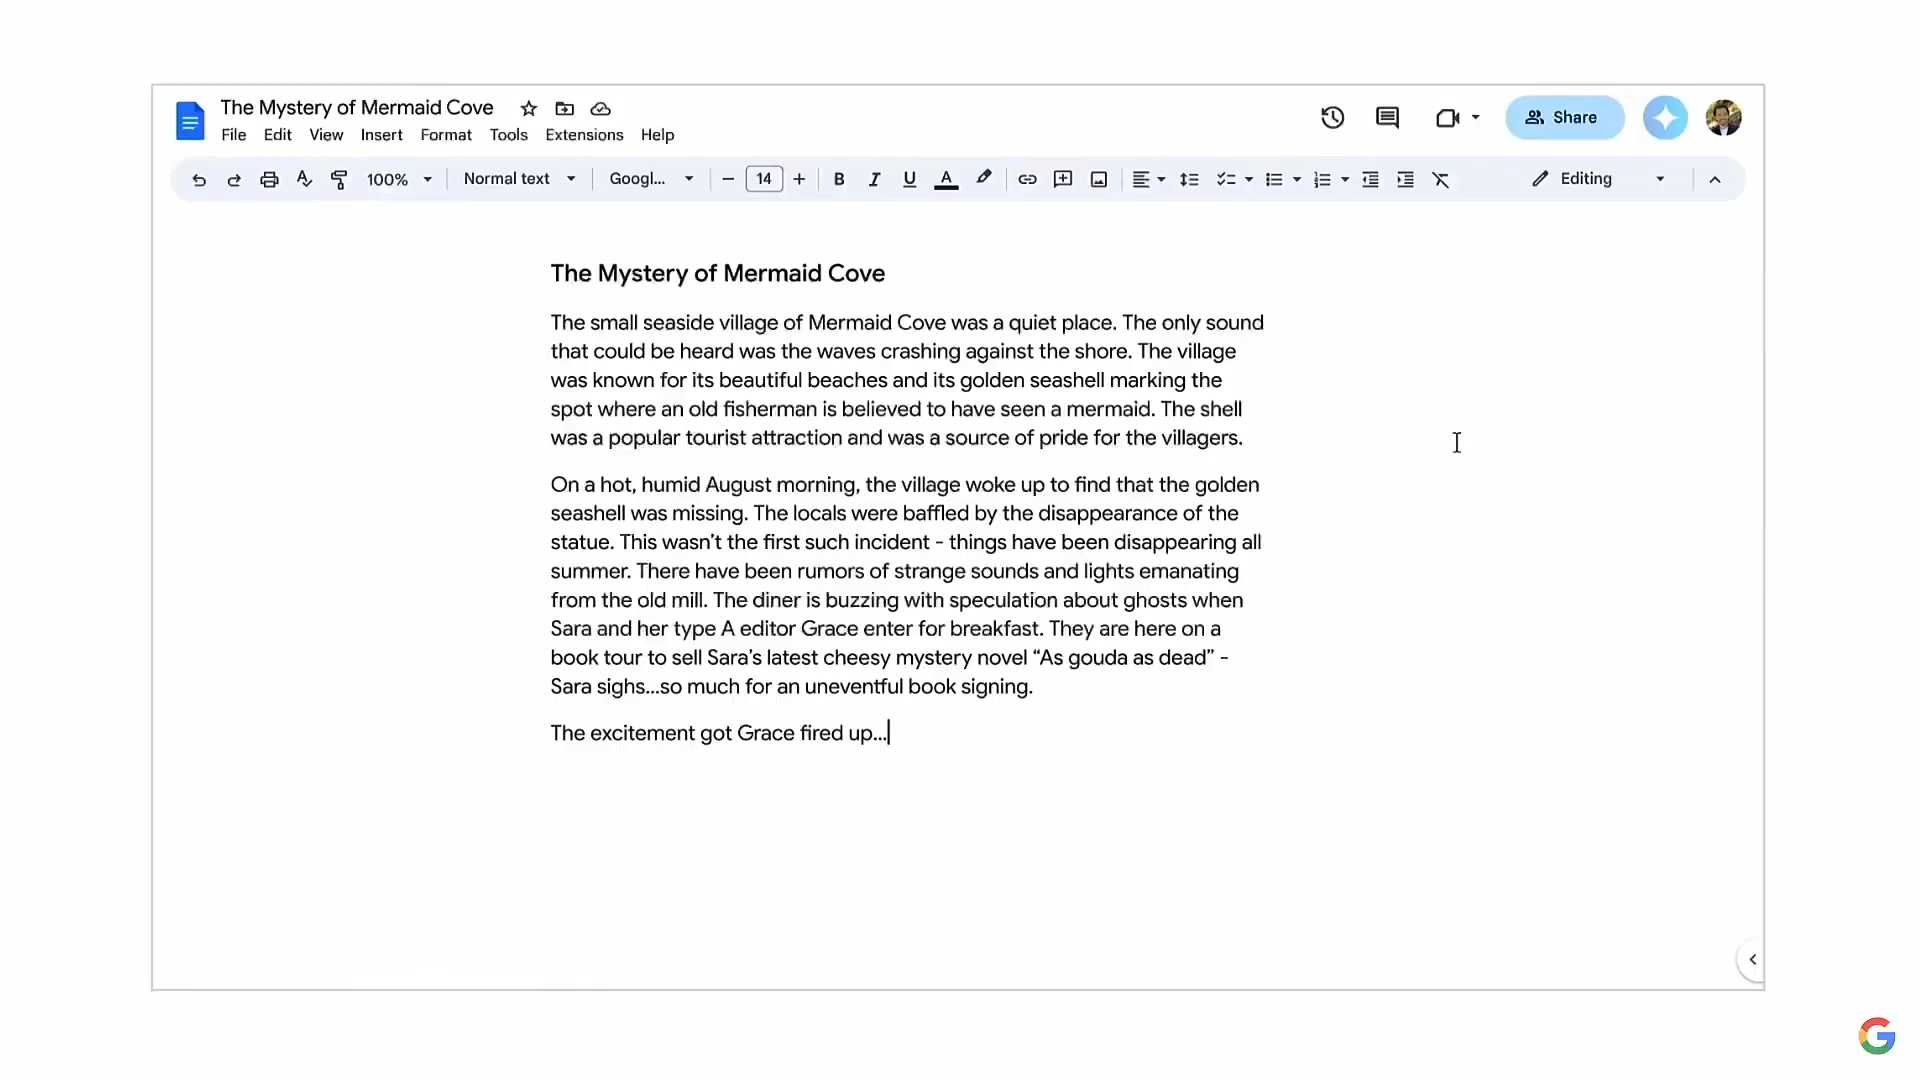 The Mystery of Mermaid Cove
File Edit View Insert Format Tools Extensions Help
Share
100% Normal text Googl... 14 Editing
The Mystery of Mermaid Cove
The small seaside village of Mermaid Cove was a quiet place. The only sound
that could be heard was the waves crashing against the shore. The village
was known for its beautiful beaches and its golden seashell marking the
spot where an old fisherman is believed to have seen a mermaid. The shell
was a popular tourist attraction and was a source of pride for the villagers.
On a hot, humid August morning, the village woke up to find that the golden
seashell was missing. The locals were baffled by the disappearance of the
statue. This wasn’t the first such incident - things have been disappearing all
summer. There have been rumors of strange sounds and lights emanating
from the old mill. The diner is buzzing with speculation about ghosts when
Sara and her type A editor Grace enter for breakfast. They are here on a
book tour to sell Sara’s latest cheesy mystery novel “As gouda as dead” -
Sara sighs...so much for an uneventful book signing.
The excitement got Grace fired up...